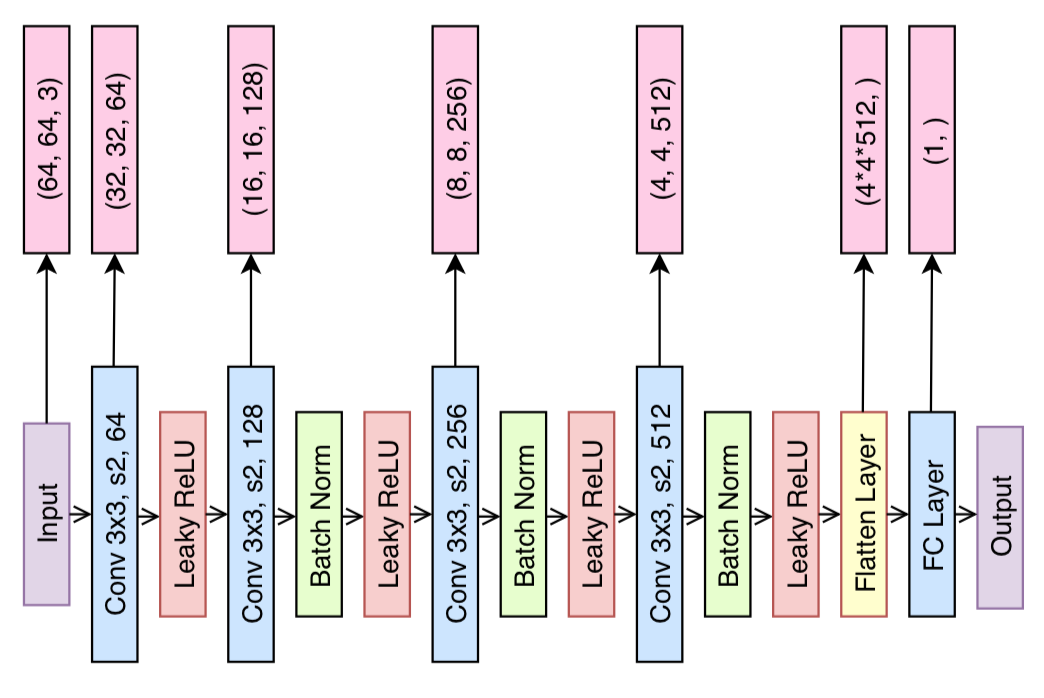 (64, 64, 3)
(32, 32, 64)
(16, 16, 128)
(8, 8, 256)
(4, 4, 512)
(4*4*512, )
(1, )
Input
Conv 3x3, s2, 64
Leaky ReLU
Conv 3x3, s2, 128
Batch Norm
Leaky ReLU
Conv 3x3, s2, 256
Batch Norm
Leaky ReLU
Conv 3x3, s2, 512
Batch Norm
Leaky ReLU
Flatten Layer
FC Layer
Output